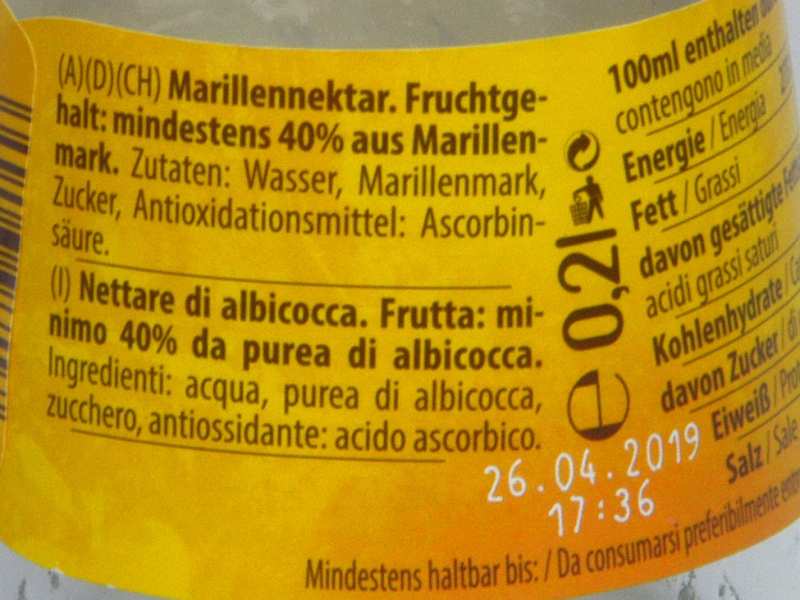 (A)(D)(CH) Marillennektar. Fruchtge-
halt: mindestens 40% aus Marillen-
mark. Zutaten: Wasser, Marillenmark,
Zucker, Antioxidationsmittel: Ascorbin-
säure.
(I) Nettare di albicocca. Frutta: mi-
nimo 40% da purea di albicocca.
Ingredienti: acqua, purea di albicocca,
zucchero, antiossidante: acido ascorbico.
℮ 0,2l
100ml enthalten
contengono in media
Energie / Energia
Fett / Grassi
davon gesättigte
acidi grassi saturi
Kohlenhydrate /
davon Zucker / di
Eiweiß /
Salz / Sale
26.04.2019
17:36
Mindestens haltbar bis: / Da consumarsi preferibilmente